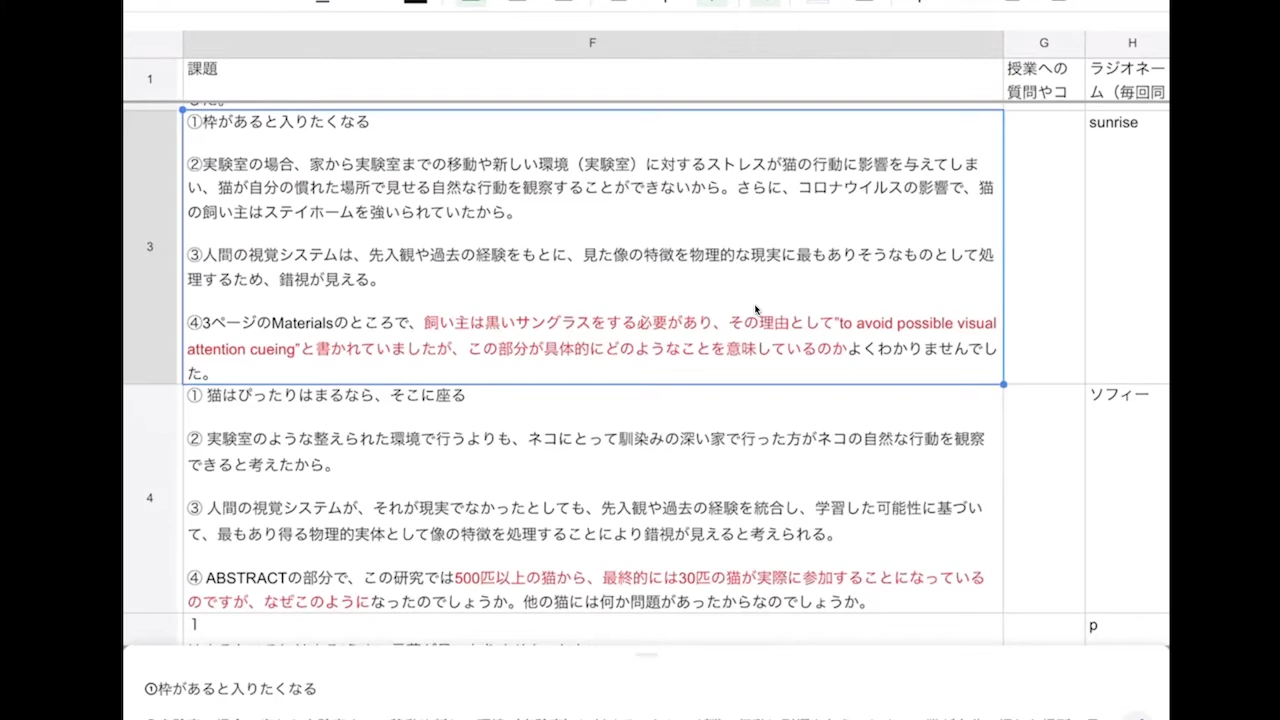 F
G
H
1
課題
授業への
質問やコ
ラジオネー
ム（毎回同
3
①枠があると入りたくなる
②実験室の場合、家から実験室までの移動や新しい環境（実験室）に対するストレスが猫の行動に影響を与えてしま
い、猫が自分の慣れた場所で見せる自然な行動を観察することができないから。さらに、コロナウイルスの影響で、猫
の飼い主はステイホームを強いられていたから。
③人間の視覚システムは、先入観や過去の経験をもとに、見た像の特徴を物理的な現実に最もありそうなものとして処
理するため、錯視が見える。
④3ページのMaterialsのところで、飼い主は黒いサングラスをする必要があり、その理由として”to avoid possible visual
attention cueing”と書かれていましたが、この部分が具体的にどのようなことを意味しているのかよくわかりませんでし
た。
sunrise
4
① 猫はぴったりはまるなら、そこに座る
② 実験室のような整えられた環境で行うよりも、ネコにとって馴染みの深い家で行った方がネコの自然な行動を観察
できると考えたから。
③ 人間の視覚システムが、それが現実でなかったとしても、先入観や過去の経験を統合し、学習した可能性に基づい
て、最もあり得る物理的実体として像の特徴を処理することにより錯視が見えると考えられる。
④ ABSTRACTの部分で、この研究では500匹以上の猫から、最終的には30匹の猫が実際に参加することになっている
のですが、なぜこのようになったのでしょうか。他の猫には何か問題があったからなのでしょうか。
ソフィー
1
p
①枠があると入りたくなる